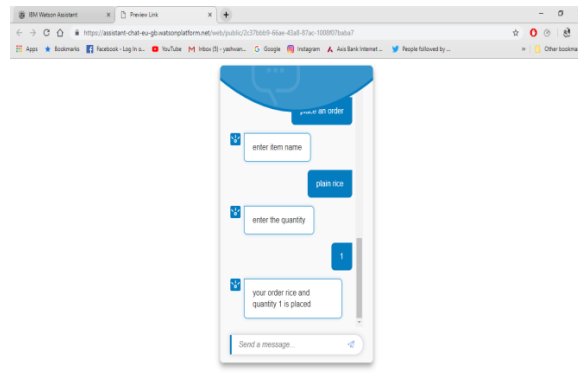 IBM Watson Assistant
Preview Link
https://assistant-chat-eu-gb.watsonplatform.net/web/public/2c37bbb9-66ae-43a8-87ac-1008f07baba7
Apps Bookmarks Facebook - Log In o... YouTube Inbox (5) - yashvan... Google Instagram Axis Bank Internet ... People followed by ... » Other bookma
place an order
enter item name
plain rice
enter the quantity
1
your order rice and
quantity 1 is placed
Send a message...